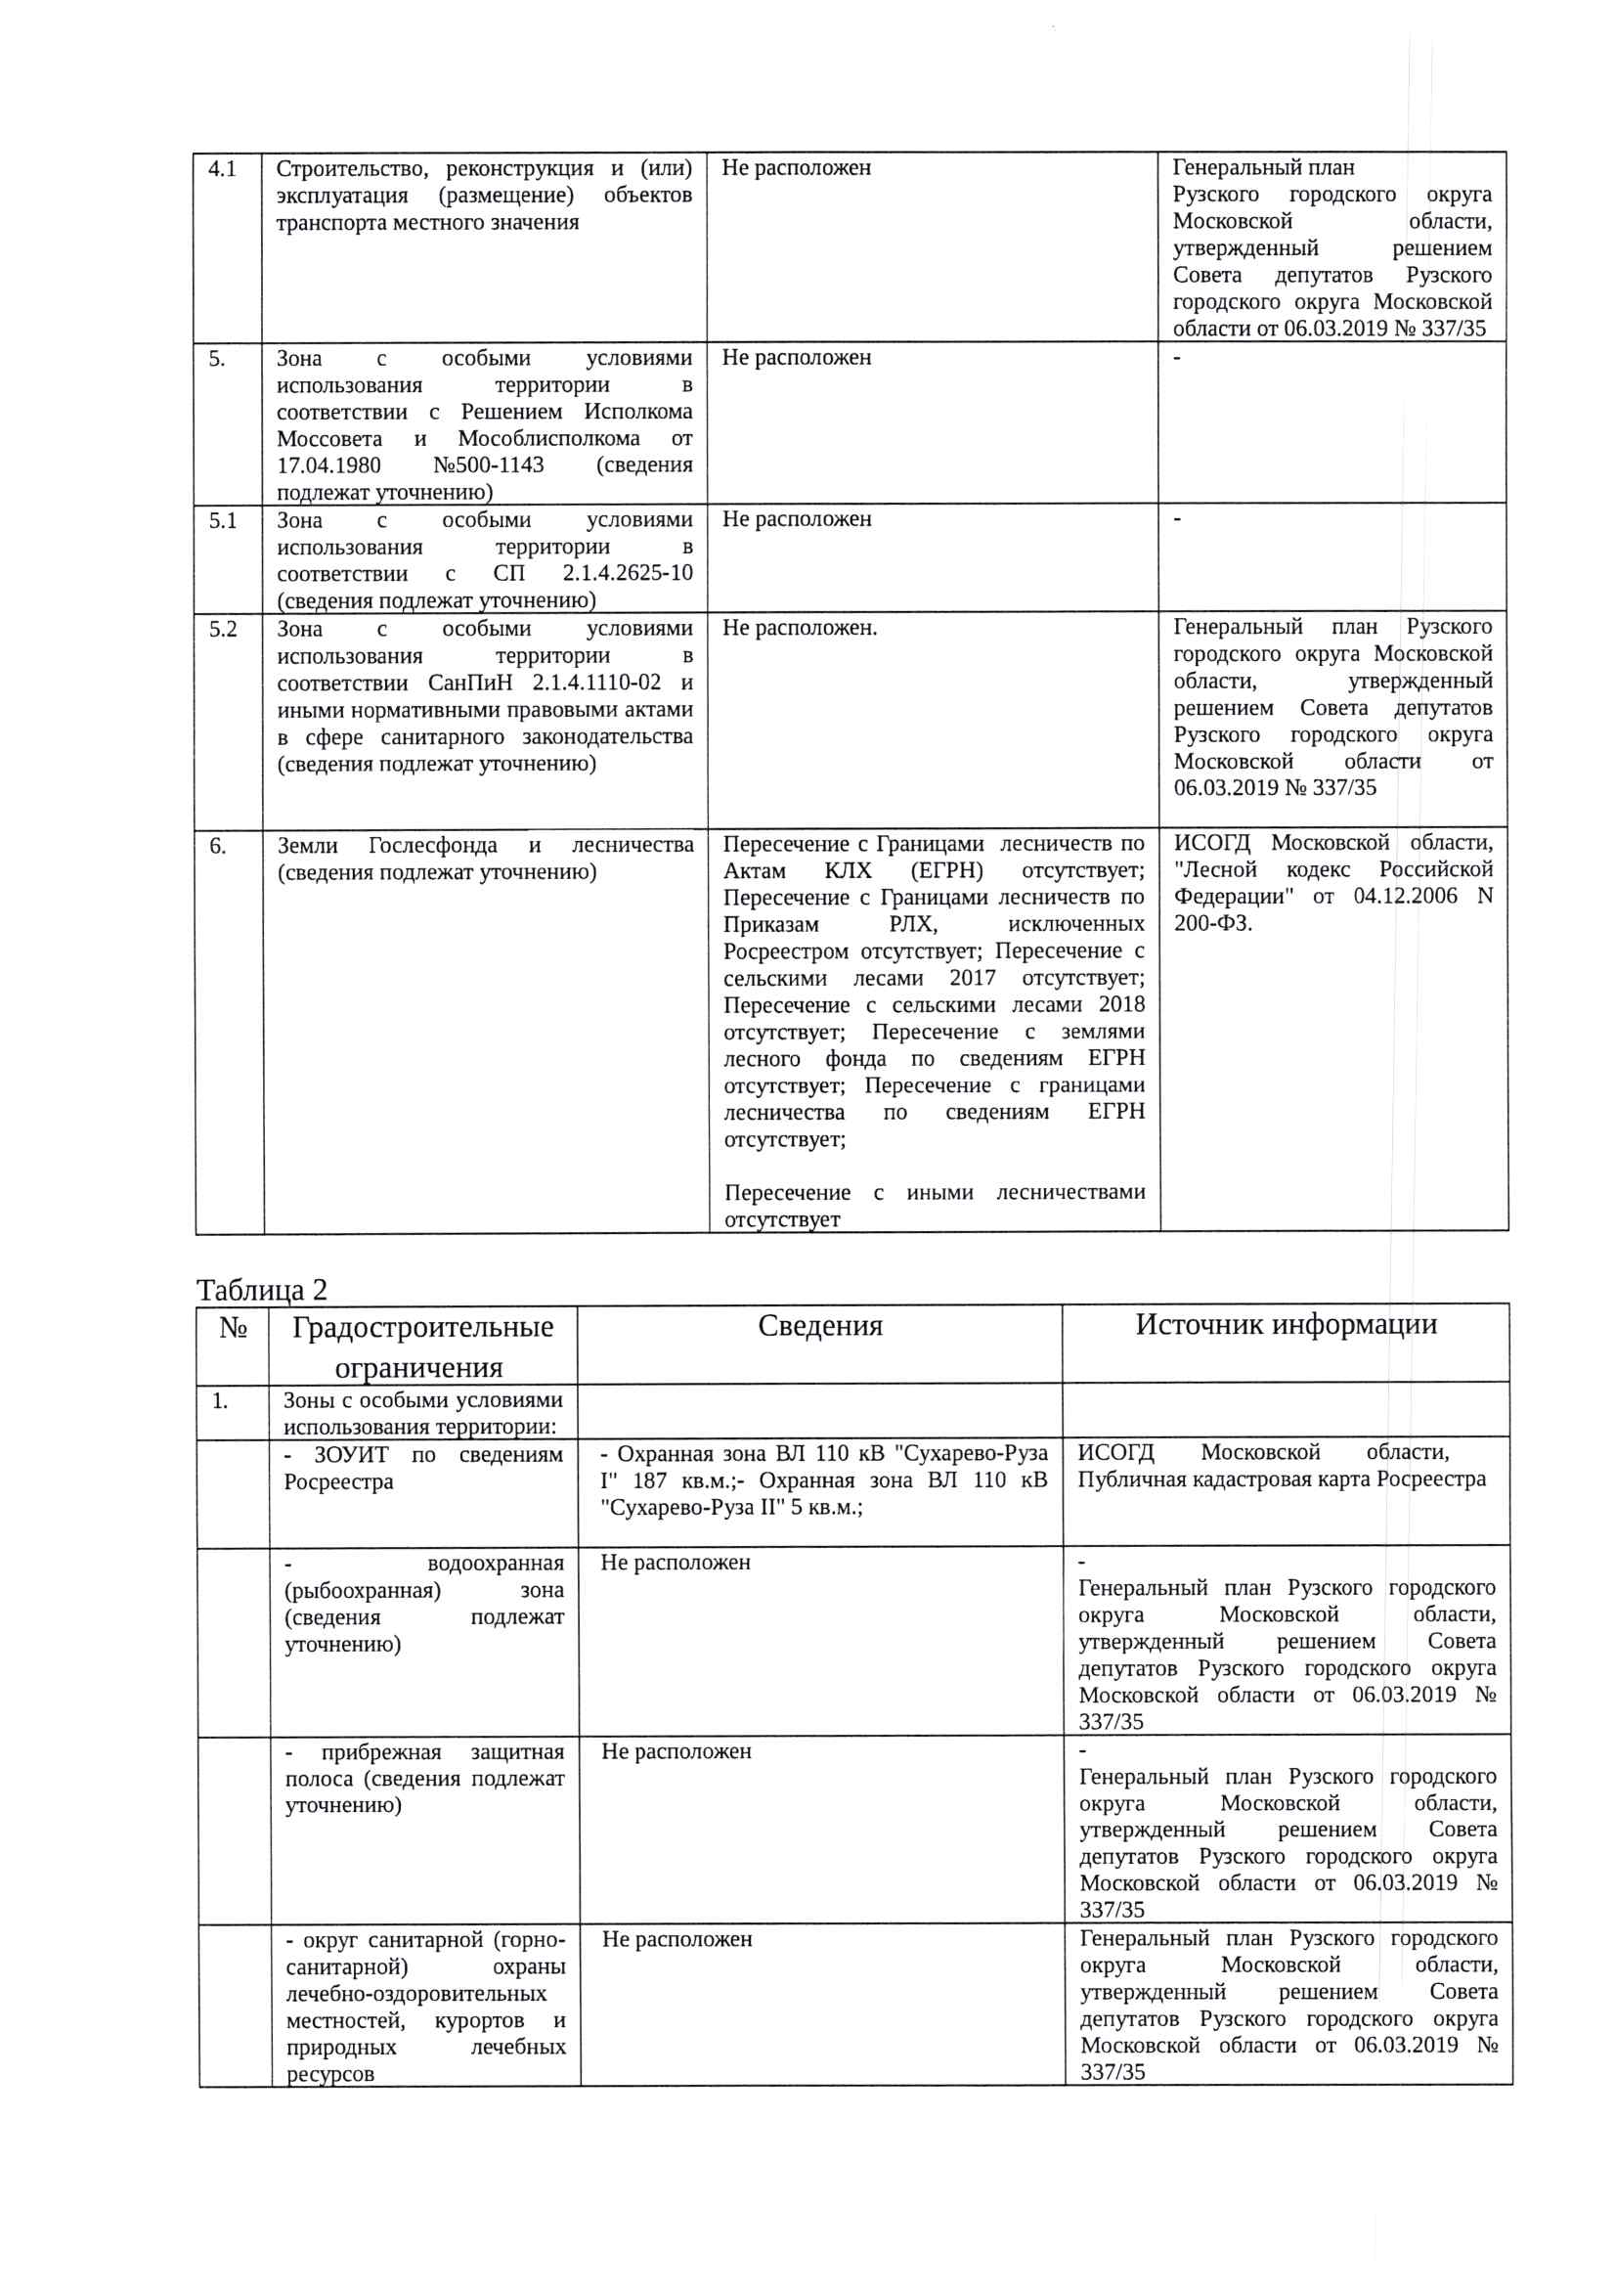 4.1
Строительство, реконструкция и (или)
эксплуатация (размещение) объектов
транспорта местного значения
Не расположен
Генеральный план
Рузского городского округа
Московской области,
утвержденный решением
Совета депутатов Рузского
городского округа Московской
области от 06.03.2019 № 337/35
5.
Зона с особыми условиями
использования территории в
соответствии с Решением Исполкома
Моссовета и Мособлисполкома от
17.04.1980 №500-1143 (сведения
подлежат уточнению)
Не расположен
-
5.1
Зона с особыми условиями
использования территории в
соответствии с СП 2.1.4.2625-10
(сведения подлежат уточнению)
Не расположен
-
5.2
Зона с особыми условиями
использования территории в
соответствии СанПиН 2.1.4.1110-02 и
иными нормативными правовыми актами
в сфере санитарного законодательства
(сведения подлежат уточнению)
Не расположен.
Генеральный план Рузского
городского округа Московской
области, утвержденный
решением Совета депутатов
Рузского городского округа
Московской области от
06.03.2019 № 337/35
6.
Земли Гослесфонда и лесничества
(сведения подлежат уточнению)
Пересечение с Границами лесничеств по
Актам КЛХ (ЕГРН) отсутствует;
Пересечение с Границами лесничеств по
Приказам РЛХ, исключенных
Росреестром отсутствует; Пересечение с
сельскими лесами 2017 отсутствует;
Пересечение с сельскими лесами 2018
отсутствует; Пересечение с землями
лесного фонда по сведениям ЕГРН
отсутствует; Пересечение с границами
лесничества по сведениям ЕГРН
отсутствует;
Пересечение с иными лесничествами
отсутствует
ИСОГД Московской области,
"Лесной кодекс Российской
Федерации" от 04.12.2006 N
200-ФЗ.
Таблица 2
№
Градостроительные
ограничения
Сведения
Источник информации
1.
Зоны с особыми условиями
использования территории:
- ЗОУИТ по сведениям
Росреестра
- Охранная зона ВЛ 110 кВ "Сухарево-Руза
I" 187 кв.м.;- Охранная зона ВЛ 110 кВ
"Сухарево-Руза II" 5 кв.м.;
ИСОГД Московской области,
Публичная кадастровая карта Росреестра
- водоохранная
(рыбоохранная) зона
(сведения подлежат
уточнению)
Не расположен
-
Генеральный план Рузского городского
округа Московской области,
утвержденный решением Совета
депутатов Рузского городского округа
Московской области от 06.03.2019 №
337/35
- прибрежная защитная
полоса (сведения подлежат
уточнению)
Не расположен
-
Генеральный план Рузского городского
округа Московской области,
утвержденный решением Совета
депутатов Рузского городского округа
Московской области от 06.03.2019 №
337/35
- округ санитарной (горно-
санитарной) охраны
лечебно-оздоровительных
местностей, курортов и
природных лечебных
ресурсов
Не расположен
Генеральный план Рузского городского
округа Московской области,
утвержденный решением Совета
депутатов Рузского городского округа
Московской области от 06.03.2019 №
337/35